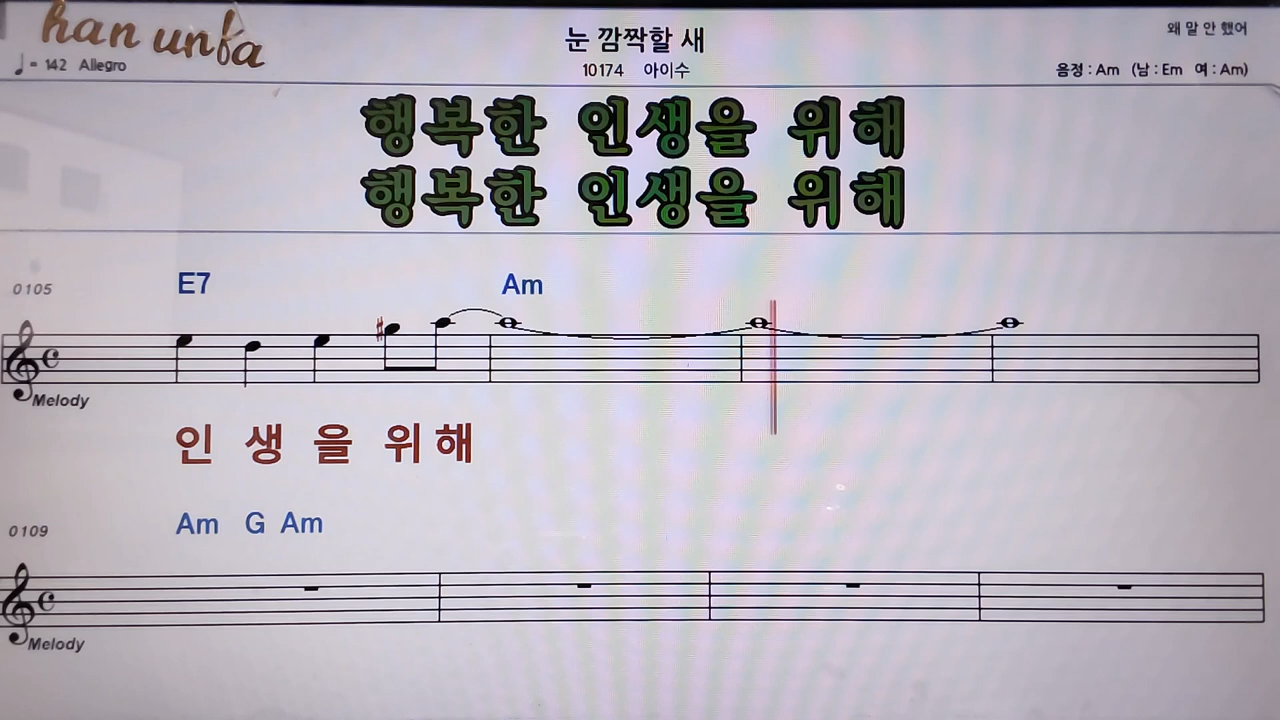 han unba
눈 깜짝할 새
왜 말 안 했어
♩= 142 Allegro
10174 아이수
음정 : Am (남 : Em 여 : Am)
행복한 인생을 위해
행복한 인생을 위해
0105 E7 Am
Melody
인 생 을 위 해
0109 Am G Am
Melody